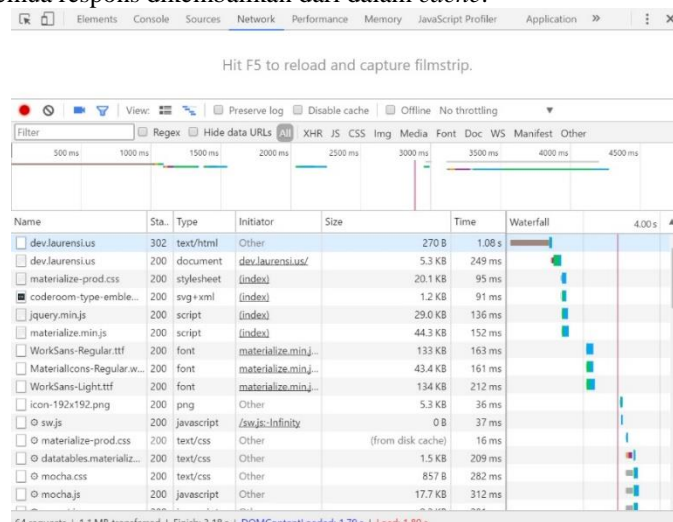 respons dikembalikan dari dalam cache.
Elements Console Sources Network Performance Memory JavaScript Profiler Application »
Hit F5 to reload and capture filmstrip.
View: Preserve log Disable cache Offline No throttling
Filter Regex Hide data URLs All XHR JS CSS Img Media Font Doc WS Manifest Other
500 ms 1000 ms 1500 ms 2000 ms 2500 ms 3000 ms 3500 ms 4000 ms 4500 ms
Name Sta.. Type Initiator Size Time Waterfall 4.00 s
dev.laurensi.us 302 text/html Other 270 B 1.08 s
dev.laurensi.us 200 document dev.laurensi.us/ 5.3 KB 249 ms
materialize-prod.css 200 stylesheet (index) 20.1 KB 95 ms
coderoom-type-emble... 200 svg+xml (index) 1.2 KB 91 ms
jquery.min.js 200 script (index) 29.0 KB 136 ms
materialize.min.js 200 script (index) 44.3 KB 152 ms
WorkSans-Regular.ttf 200 font materialize.min.j... 133 KB 163 ms
MaterialIcons-Regular.w... 200 font materialize.min.j... 43.4 KB 161 ms
WorkSans-Light.ttf 200 font materialize.min.j... 134 KB 212 ms
icon-192x192.png 200 png Other 5.3 KB 36 ms
sw.js 200 javascript /sw.js:-Infinity 0 B 37 ms
materialize-prod.css 200 text/css Other (from disk cache) 16 ms
datatables.materializ... 200 text/css Other 1.5 KB 209 ms
mocha.css 200 text/css Other 857 B 282 ms
mocha.js 200 javascript Other 17.7 KB 312 ms